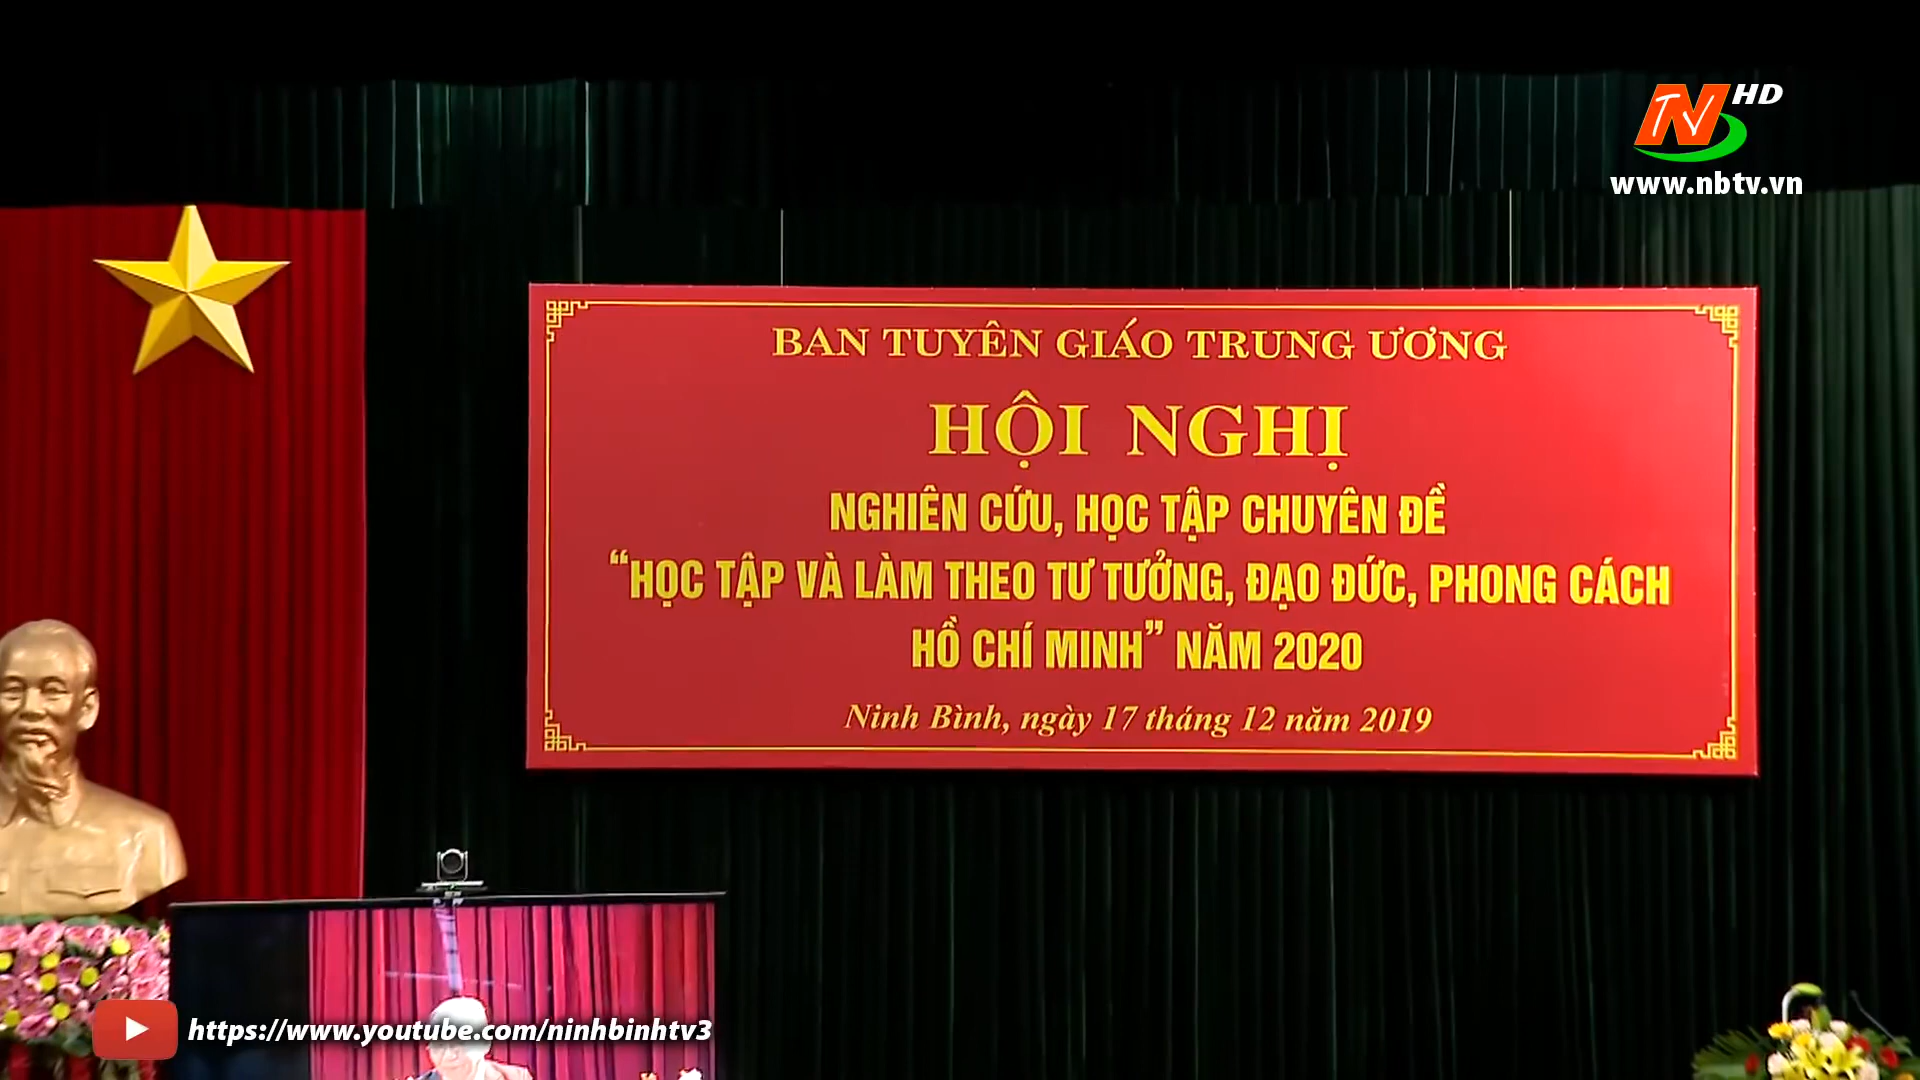 NTV HD
www.nbtv.vn
BAN TUYÊN GIÁO TRUNG ƯƠNG
HỘI NGHỊ
NGHIÊN CỨU, HỌC TẬP CHUYÊN ĐỀ
“HỌC TẬP VÀ LÀM THEO TƯ TƯỞNG, ĐẠO ĐỨC, PHONG CÁCH
HỒ CHÍ MINH” NĂM 2020
Ninh Bình, ngày 17 tháng 12 năm 2019
https://www.youtube.com/ninhbinhtv3